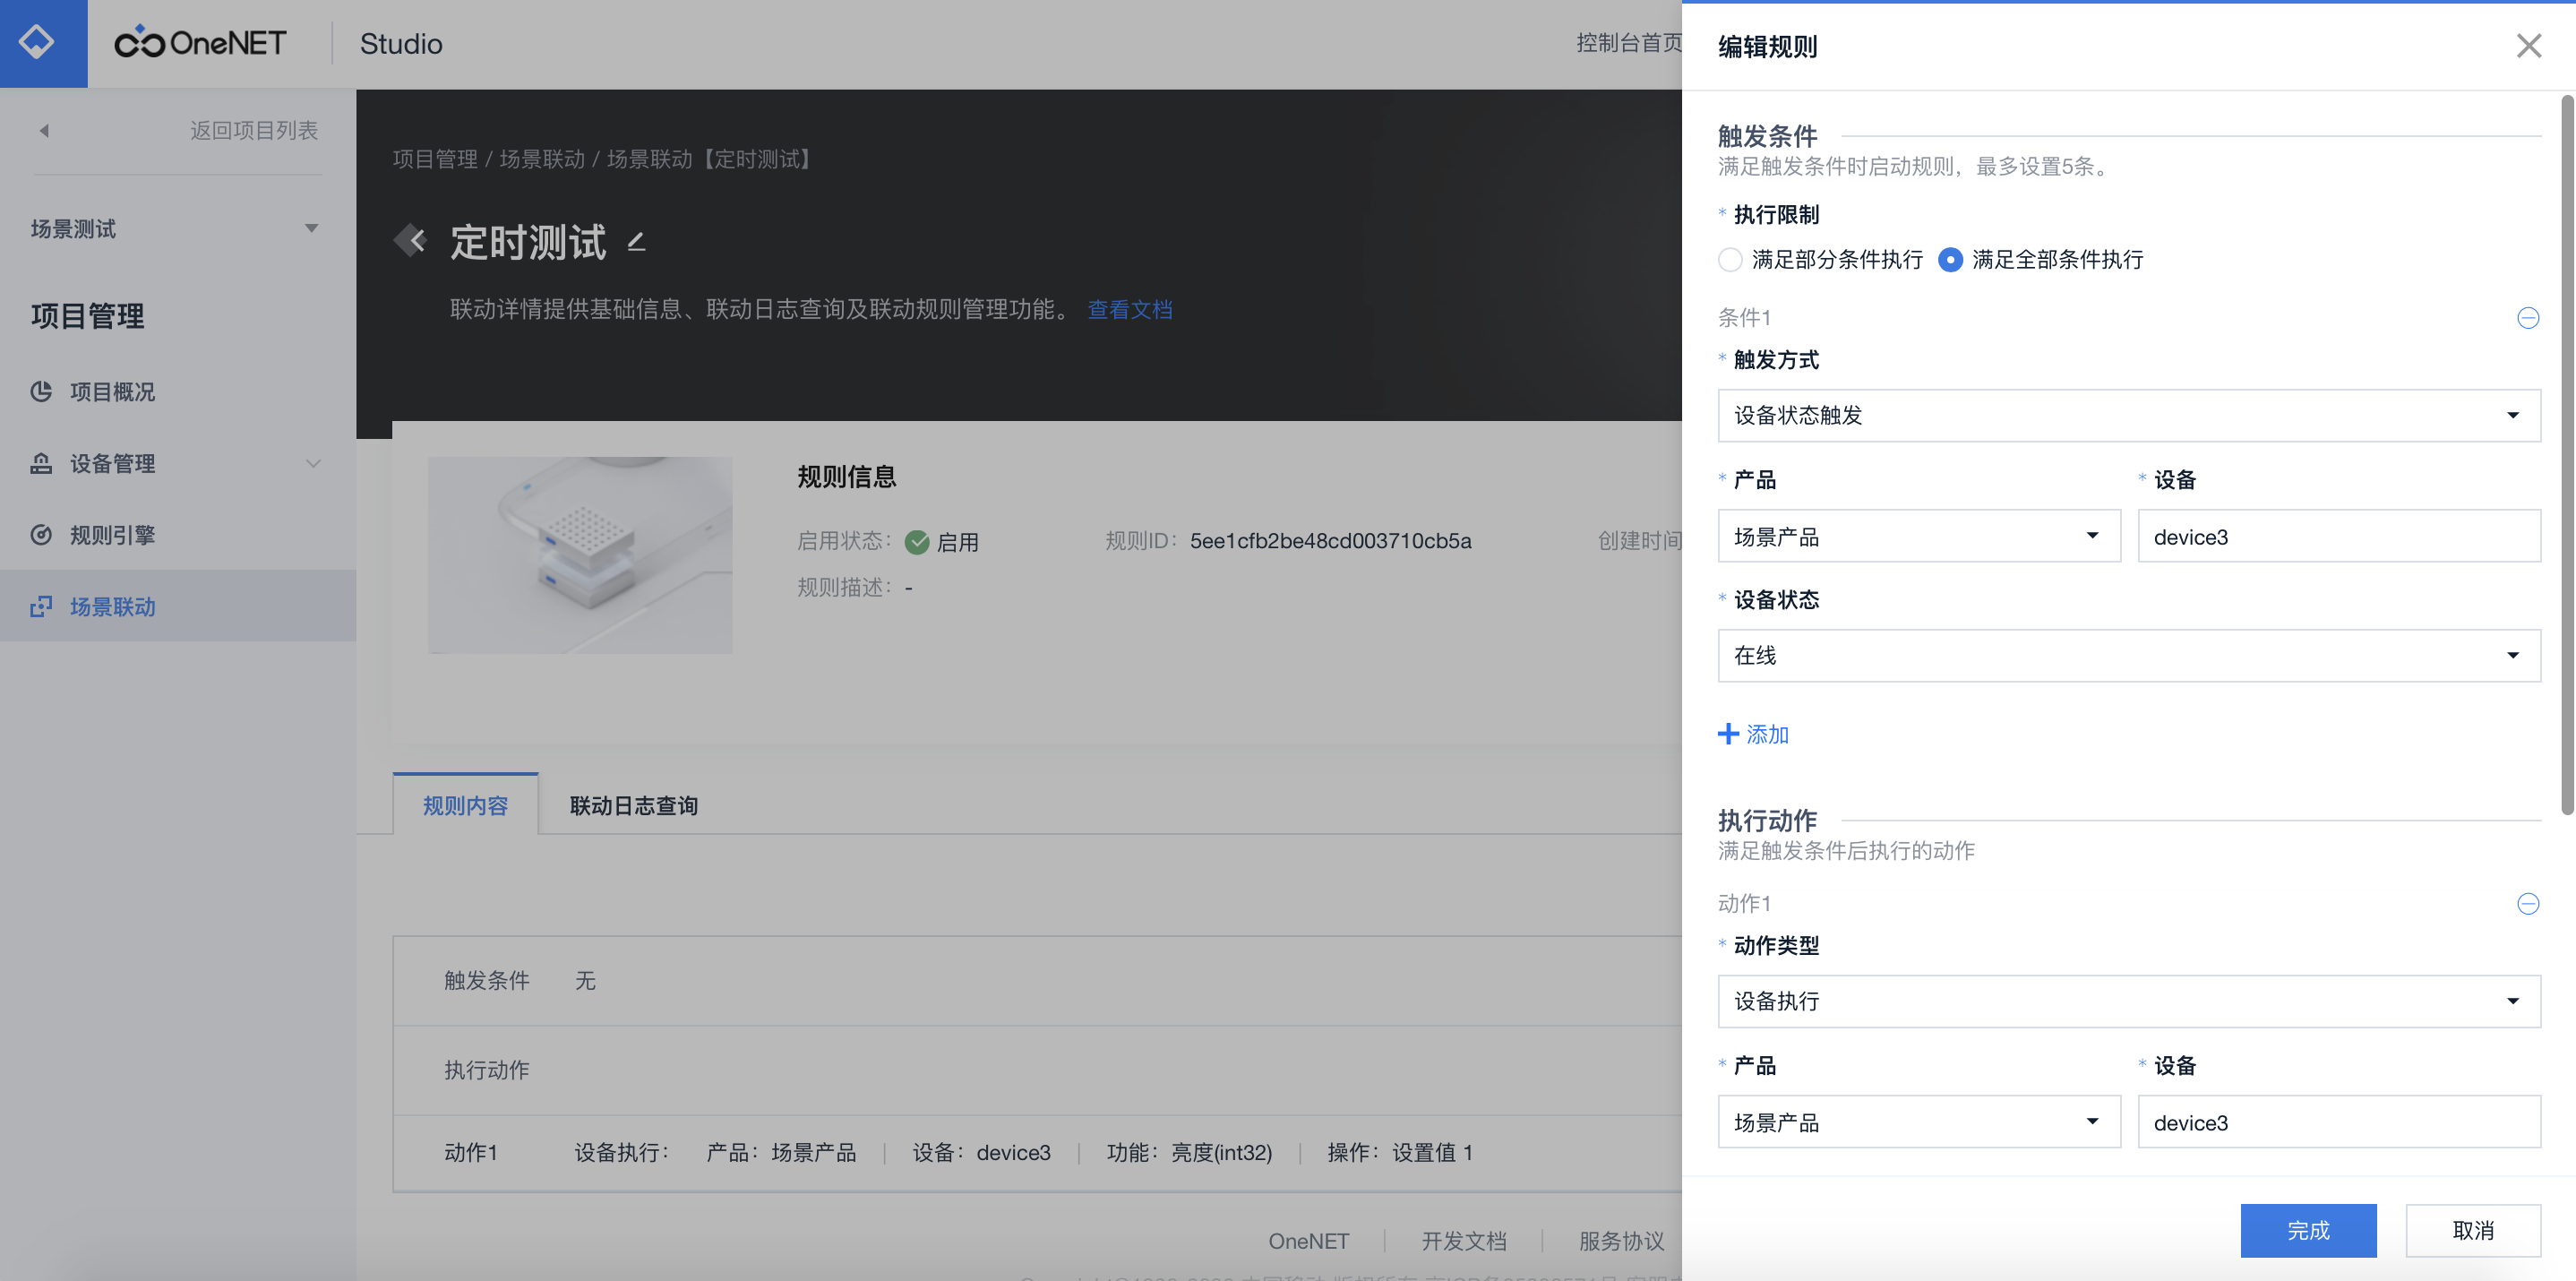 OneNET
Studio
控制台首页
返回项目列表
场景测试
项目管理
项目概况
设备管理
规则引擎
场景联动
项目管理 / 场景联动 / 场景联动【定时测试】
定时测试
联动详情提供基础信息、联动日志查询及联动规则管理功能。 查看文档
规则信息
启用状态： 启用 规则ID： 5ee1cfb2be48cd003710cb5a 创建时间
规则描述： -
规则内容 联动日志查询
触发条件 无
执行动作
动作1 设备执行： 产品：场景产品 | 设备：device3 | 功能：亮度(int32) | 操作：设置值 1
OneNET | 开发文档 | 服务协议
编辑规则
触发条件
满足触发条件时启动规则，最多设置5条。
* 执行限制
满足部分条件执行 满足全部条件执行
条件1
* 触发方式
设备状态触发
* 产品 * 设备
场景产品 device3
* 设备状态
在线
添加
执行动作
满足触发条件后执行的动作
动作1
* 动作类型
设备执行
* 产品 * 设备
场景产品 device3
完成 取消